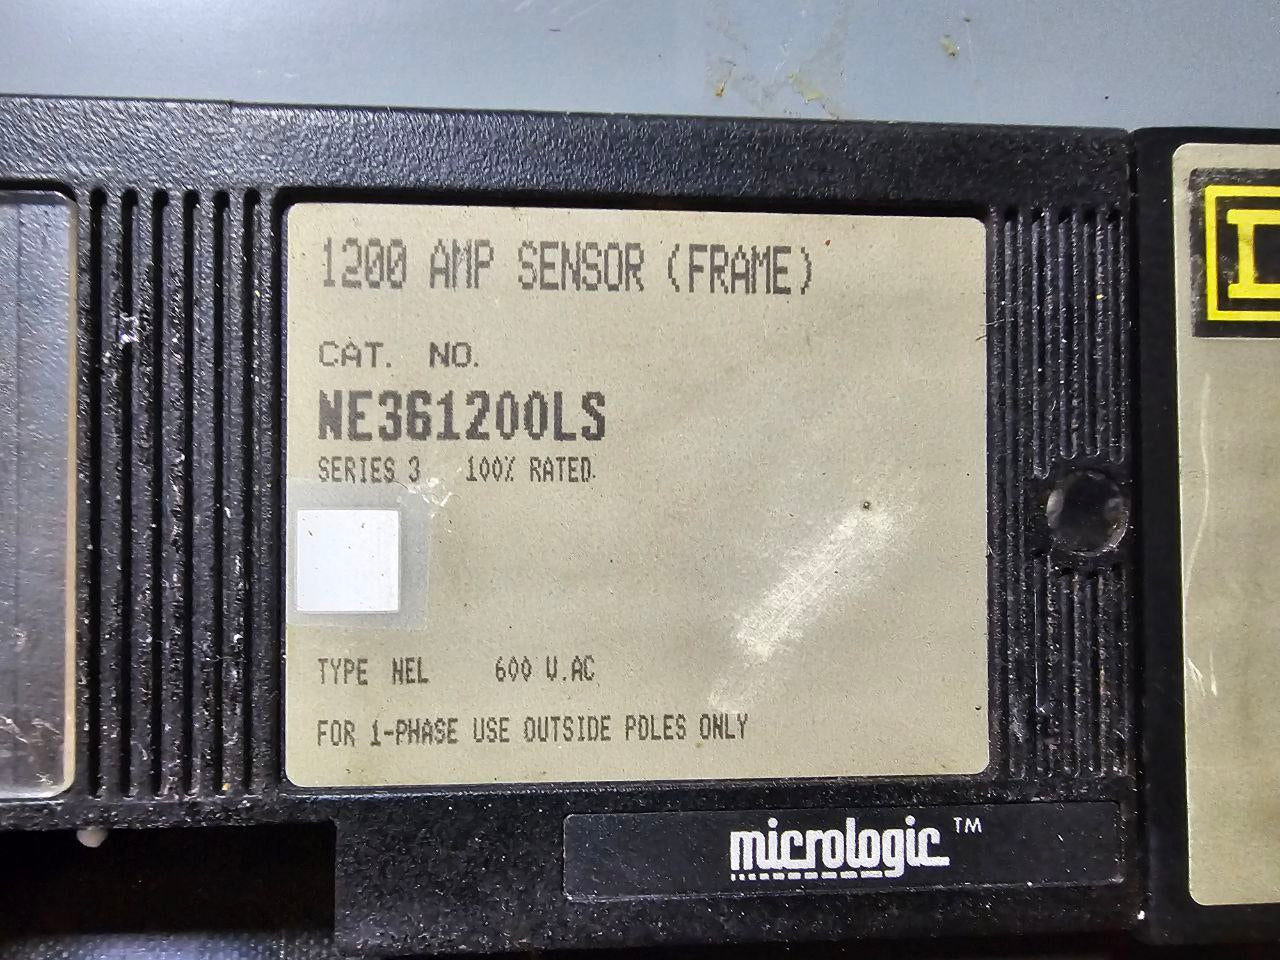 1200 AMP SENSOR (FRAME)
CAT. NO.
NE361200LS
SERIES 3 100% RATED
TYPE NEL 600 V.AC
FOR 1-PHASE USE OUTSIDE POLES ONLY
micrologic™